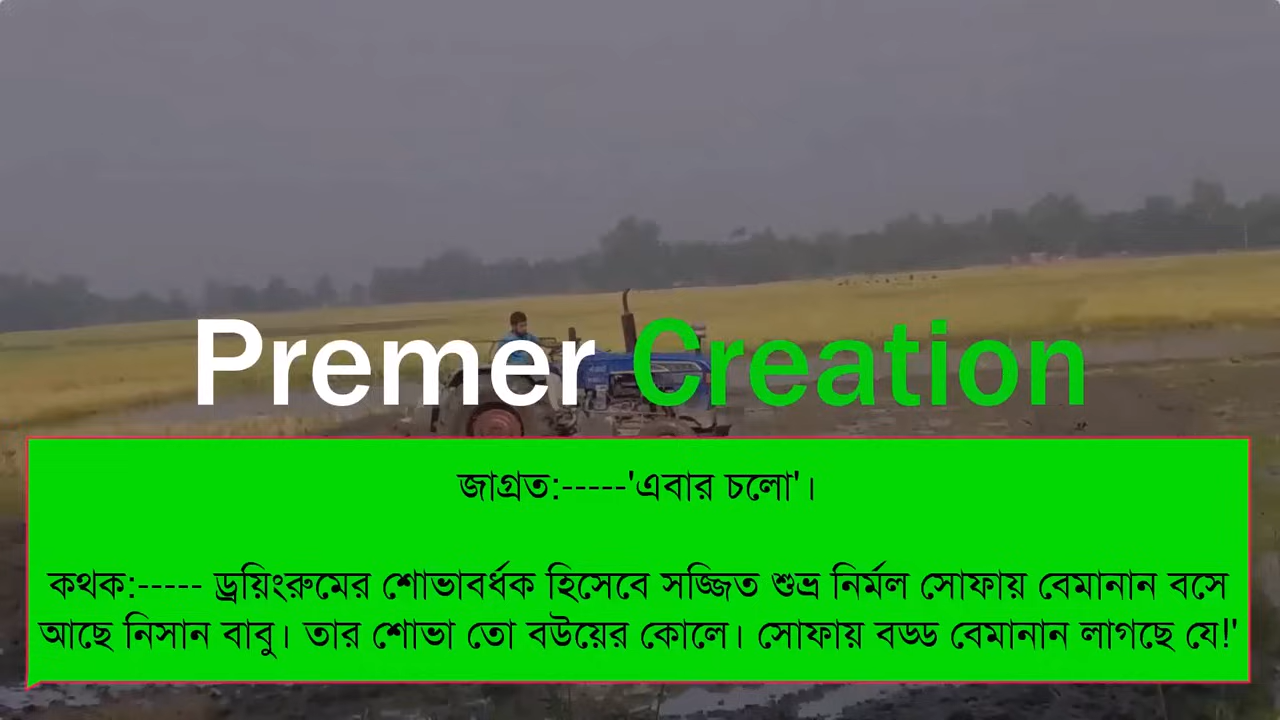 Premer Creation
জাগ্রত:-----'এবার চলো'।
কথক:----- ড্রয়িংরুমের শোভাবর্ধক হিসেবে সজ্জিত শুভ্র নির্মল সোফায় বেমানান বসে
আছে নিসান বাবু। তার শোভা তো বউয়ের কোলে। সোফায় বড্ড বেমানান লাগছে যে!'